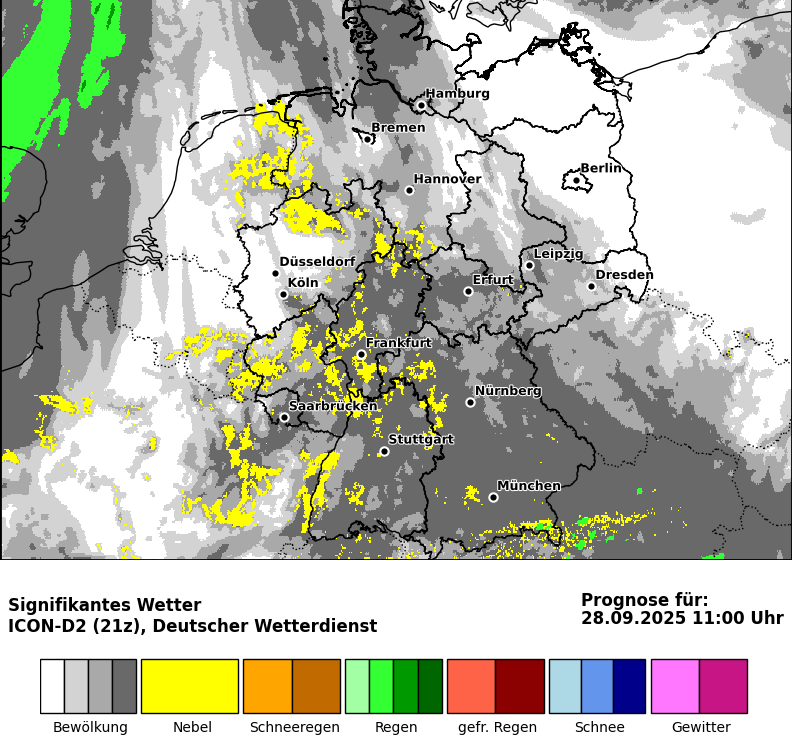 Hamburg
Bremen
Berlin
Hannover
Leipzig
Düsseldorf
Dresden
Köln
Erfurt
Frankfurt
Nürnberg
Saarbrücken
Stuttgart
München
Signifikantes Wetter
ICON-D2 (21z), Deutscher Wetterdienst
Prognose für:
28.09.2025 11:00 Uhr
Bewölkung
Nebel
Schneeregen
Regen
gefr. Regen
Schnee
Gewitter